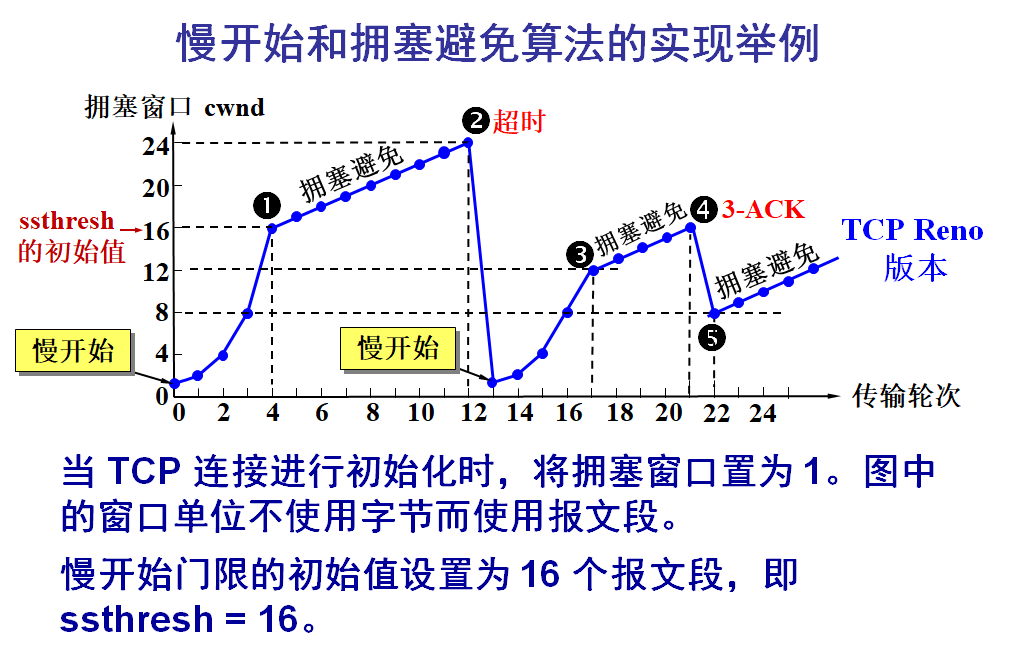 慢开始和拥塞避免算法的实现举例
拥塞窗口 cwnd
❷ 超时
24
拥塞避免
20
❶
ssthresh
的初始值
16
❸
拥塞避免
❹ 3-ACK
TCP Reno
版本
12
拥塞避免
8
❺
慢开始
慢开始
4
0
0 2 4 6 8 10 12 14 16 18 20 22 24
传输轮次
当 TCP 连接进行初始化时，将拥塞窗口置为 1。图中
的窗口单位不使用字节而使用报文段。
慢开始门限的初始值设置为 16 个报文段，即
ssthresh = 16。